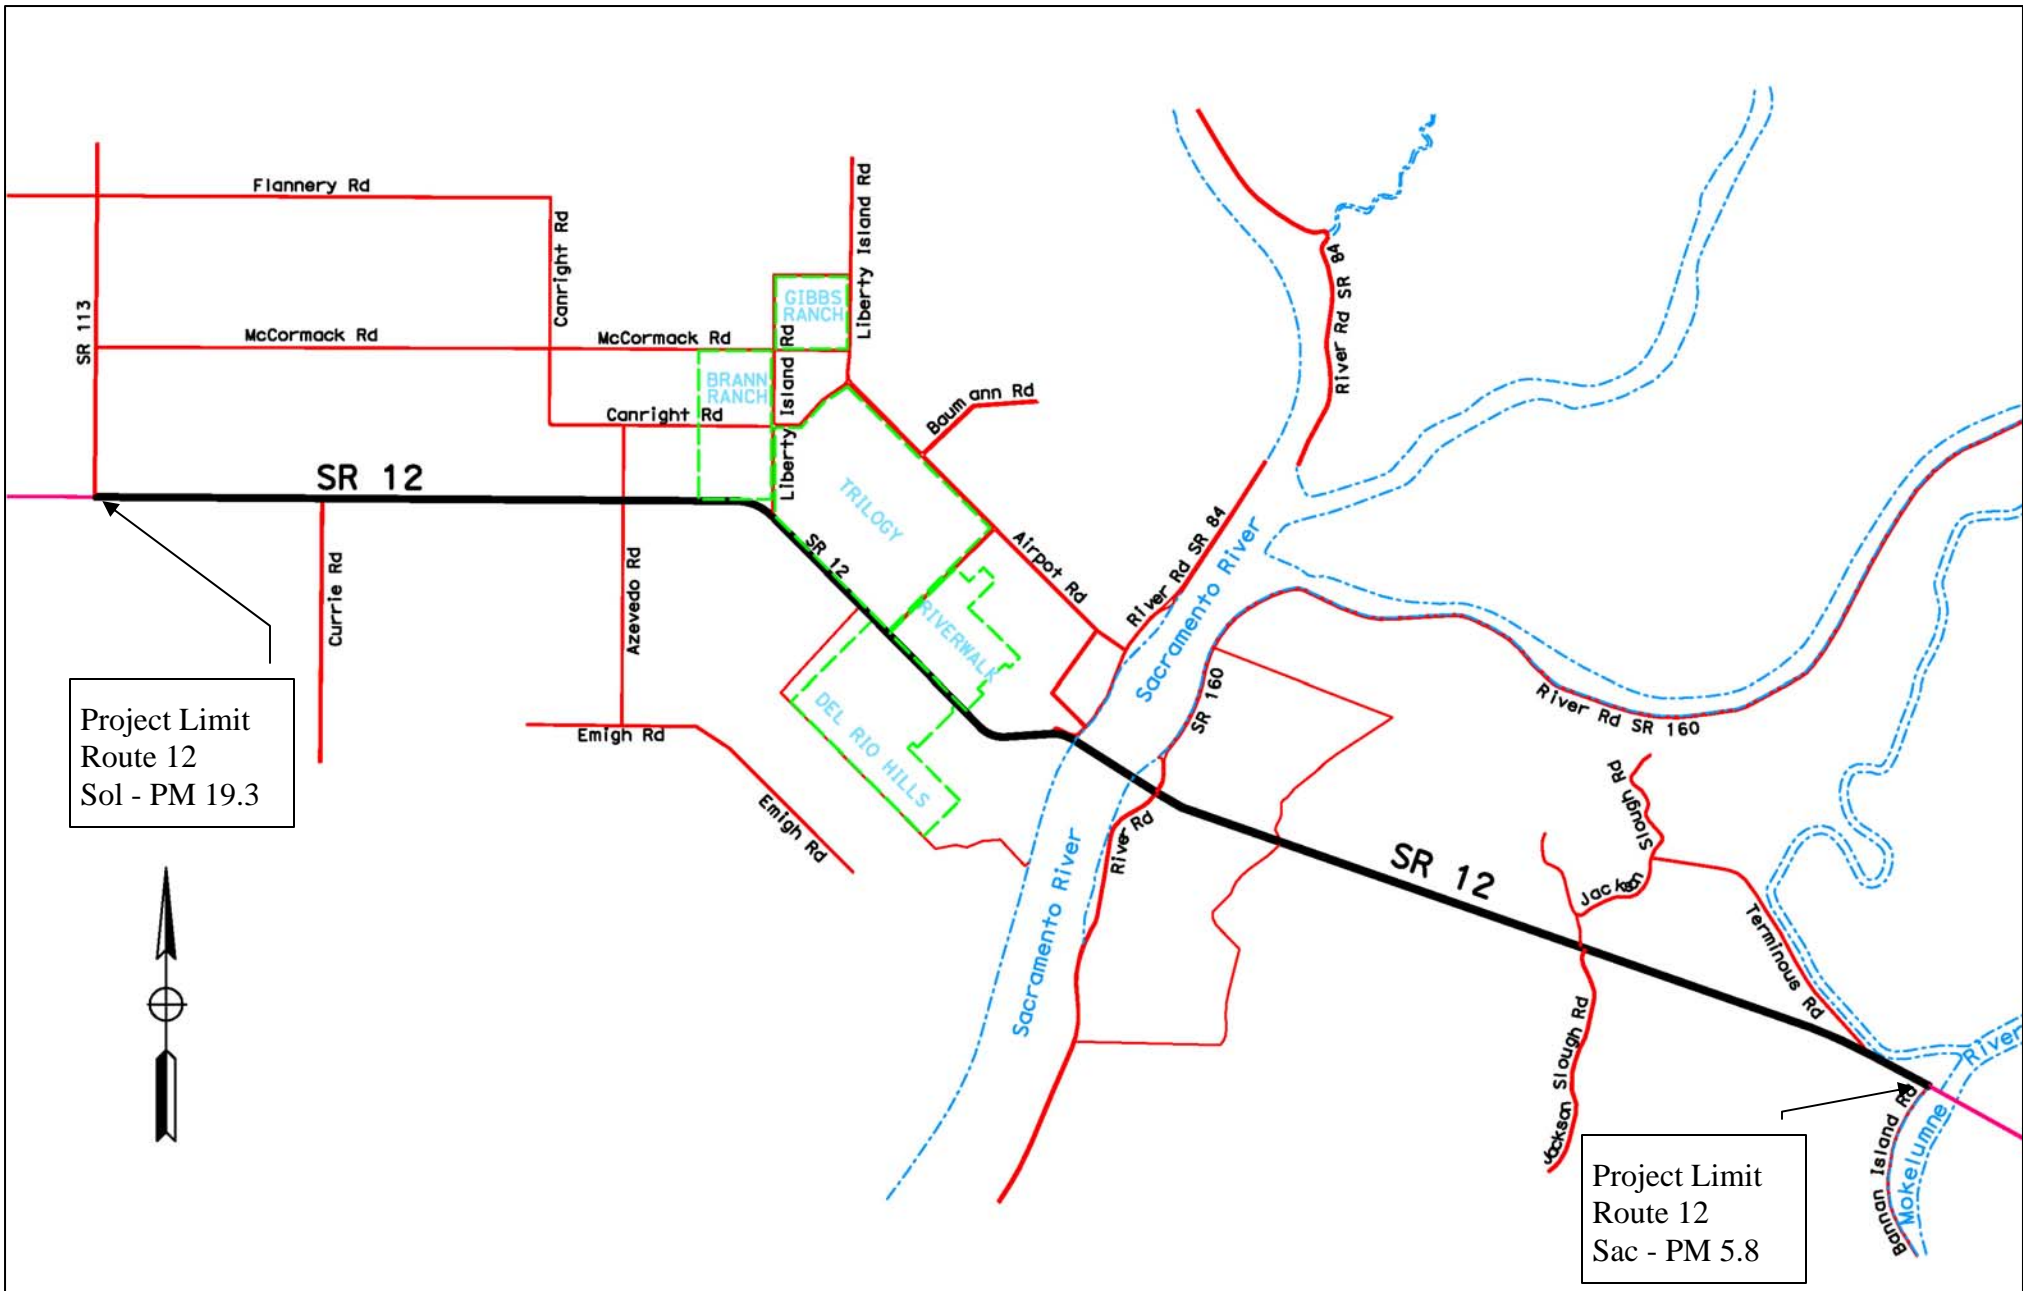 Flannery Rd
Canright Rd
Liberty Island Rd
SR 113
McCormack Rd
McCormack Rd
GIBBS
RANCH
Liberty Island Rd
BRANN
RANCH
Canright Rd
Baumann Rd
River Rd SR 84
SR 12
TRILOGY
SR 12
Airpot Rd
River Rd SR 84
Sacramento River
Currie Rd
Azevedo Rd
RIVERWALK
Emigh Rd
DEL RIO HILLS
Emigh Rd
SR 160
River Rd SR 160
River Rd
Sacramento River
SR 12
Jackson
Slough Rd
Terminous Rd
Jackson Slough Rd
Bannan Island Rd
Mokelumne
River
Project Limit
Route 12
Sol - PM 19.3
Project Limit
Route 12
Sac - PM 5.8